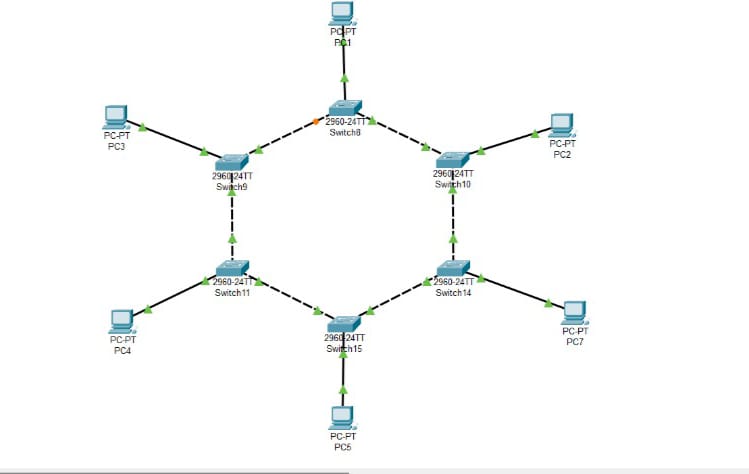 PC-PT
PC1
2960-24TT
Switch8
PC-PT
PC3
PC-PT
PC2
2960-24TT
Switch9
2960-24TT
Switch10
2960-24TT
Switch11
2960-24TT
Switch14
PC-PT
PC4
2960-24TT
Switch15
PC-PT
PC7
PC-PT
PC5